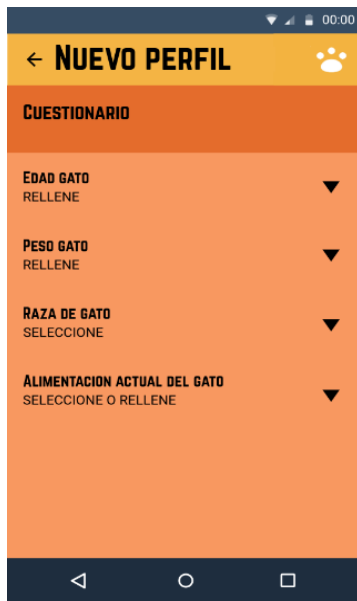 00:00
Nuevo perfil
Cuestionario
Edad gato
RELLENE
Peso gato
RELLENE
Raza de gato
SELECCIONE
Alimentacion actual del gato
SELECCIONE O RELLENE